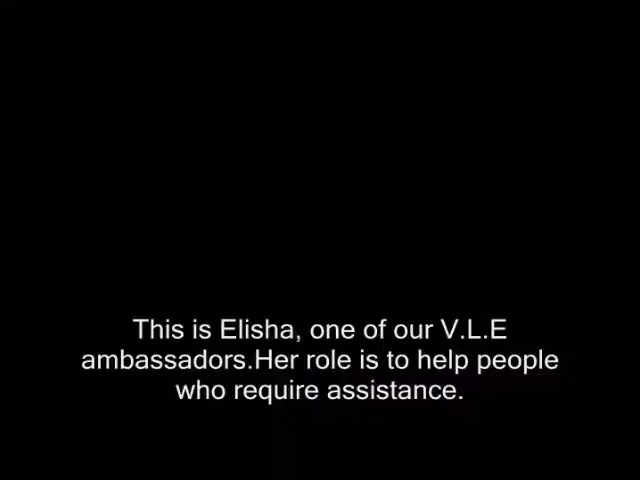 This is Elisha, one of our V.L.E
ambassadors.Her role is to help people
who require assistance.